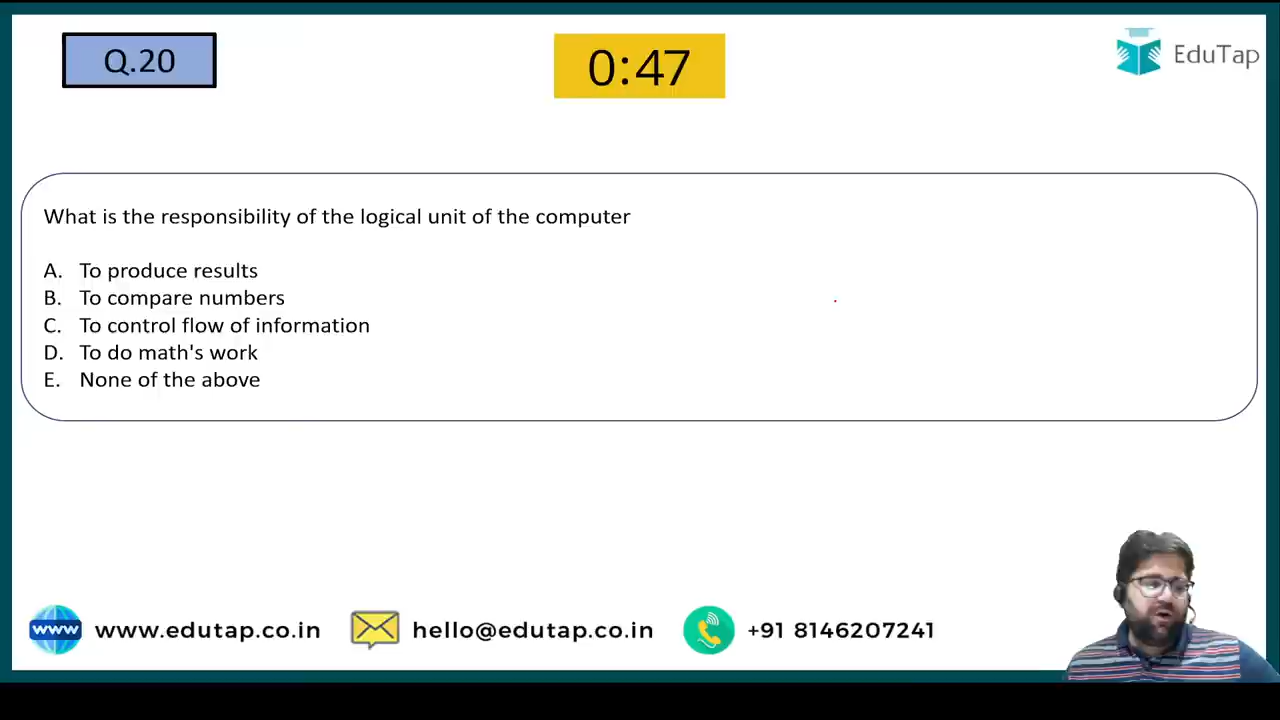 Q.20
0:47
EduTap
What is the responsibility of the logical unit of the computer
A. To produce results
B. To compare numbers
C. To control flow of information
D. To do math's work
E. None of the above
www www.edutap.co.in hello@edutap.co.in +91 8146207241